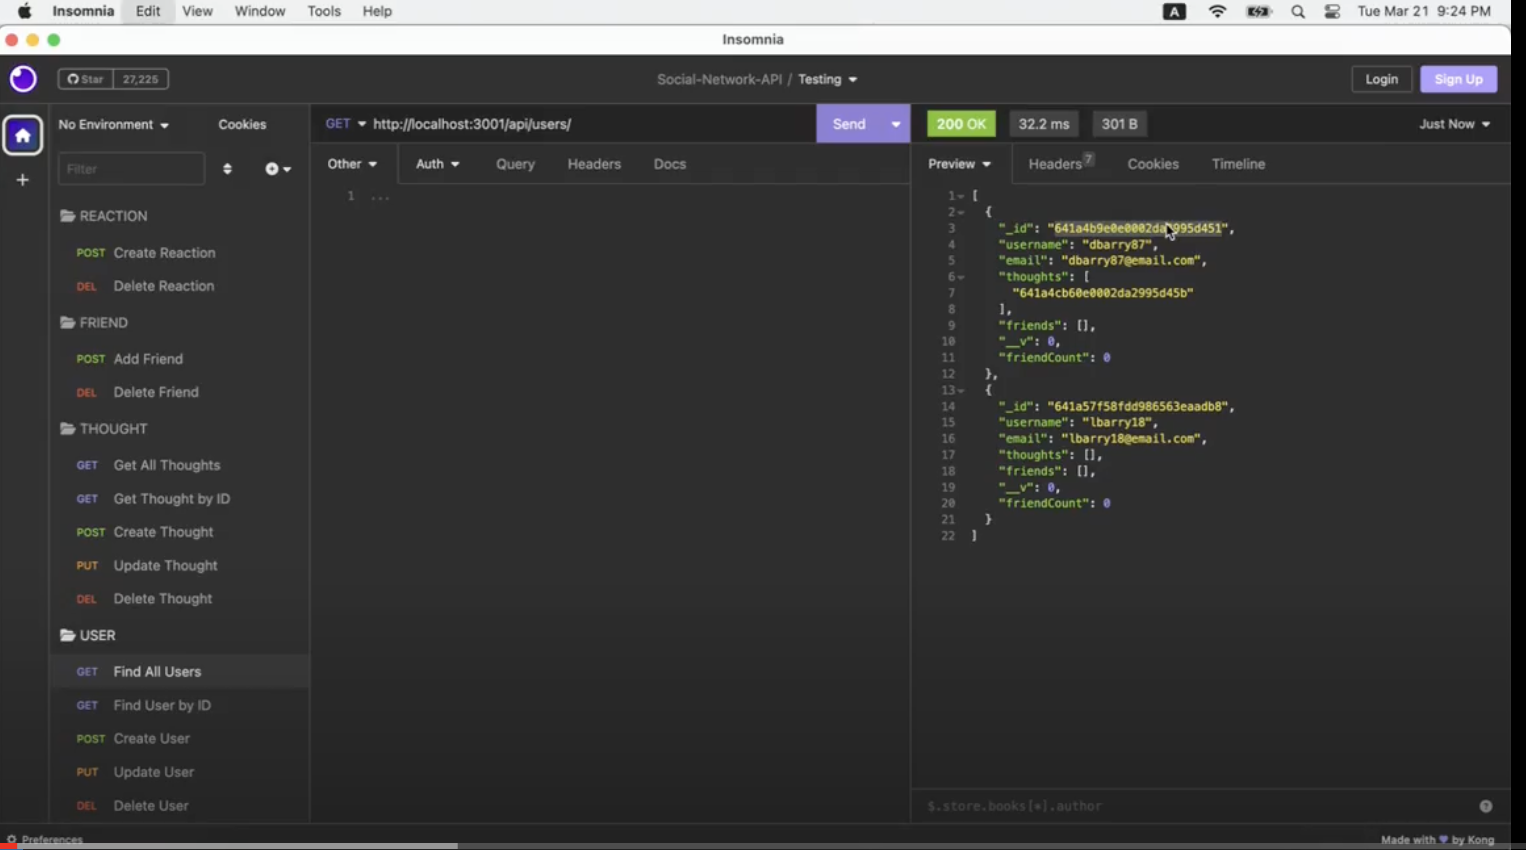 Insomnia Edit View Window Tools Help A Tue Mar 21 9:24 PM
Insomnia
Star 27,225 Social-Network-API / Testing Login Sign Up
No Environment Cookies
Filter
REACTION
POST Create Reaction
DEL Delete Reaction
FRIEND
POST Add Friend
DEL Delete Friend
THOUGHT
GET Get All Thoughts
GET Get Thought by ID
POST Create Thought
PUT Update Thought
DEL Delete Thought
USER
GET Find All Users
GET Find User by ID
POST Create User
PUT Update User
DEL Delete User
Preferences
GET http://localhost:3001/api/users/ Send
Other Auth Query Headers Docs
1 ...
200 OK 32.2 ms 301 B Just Now
Preview Headers 7 Cookies Timeline
1 [
2 {
3 "_id": "641a4b9e0e0002da2995d451",
4 "username": "dbarry87",
5 "email": "dbarry87@email.com",
6 "thoughts": [
7 "641a4cb60e0002da2995d45b"
8 ],
9 "friends": [],
10 "__v": 0,
11 "friendCount": 0
12 },
13 {
14 "_id": "641a57f58fdd986563eaadb8",
15 "username": "lbarry18",
16 "email": "lbarry18@email.com",
17 "thoughts": [],
18 "friends": [],
19 "__v": 0,
20 "friendCount": 0
21 }
22 ]
$.store.books[*].author ?
Made with by Kong